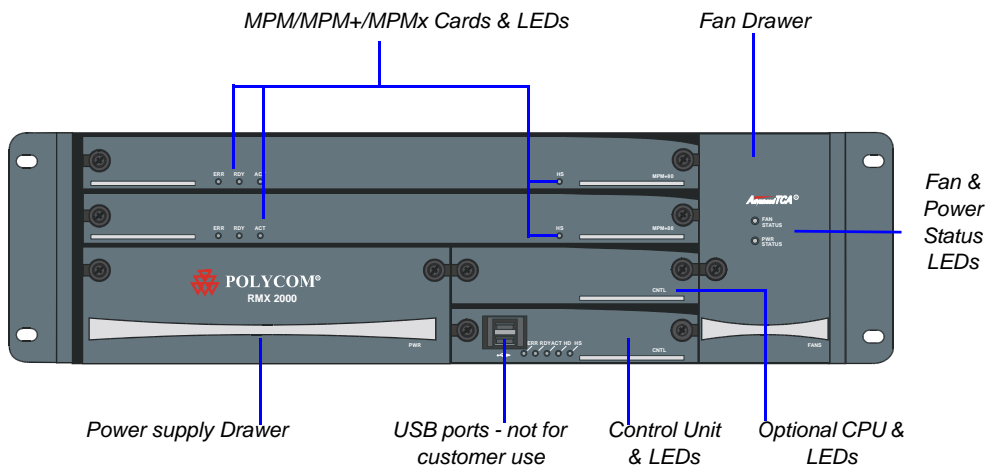 MPM/MPM+/MPMx Cards & LEDs
Fan Drawer
ERR RDY AC
HS
MPM+80
ERR RDY ACT
HS
MPM+80
AdvancedTCA®
FAN
STATUS
PWR
STATUS
Fan &
Power
Status
LEDs
POLYCOM®
RMX 2000
PWR
CNTL
ERR RDY ACT HD HS
CNTL
FANS
Power supply Drawer
USB ports - not for
customer use
Control Unit
& LEDs
Optional CPU &
LEDs